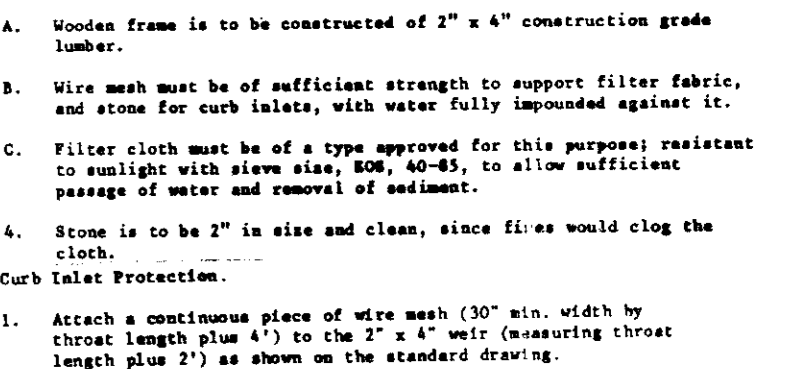 A. Wooden frame is to be constructed of 2" x 4" construction grade
lumber.
B. Wire mesh must be of sufficient strength to support filter fabric,
and stone for curb inlets, with water fully impounded against it.
C. Filter cloth must be of a type approved for this purpose; resistant
to sunlight with sieve size, EOS, 40-85, to allow sufficient
passage of water and removal of sediment.
4. Stone is to be 2" in size and clean, since fines would clog the
cloth.
Curb Inlet Protection.
1. Attach a continuous piece of wire mesh (30" min. width by
throat length plus 4') to the 2" x 4" weir (measuring throat
length plus 2') as shown on the standard drawing.